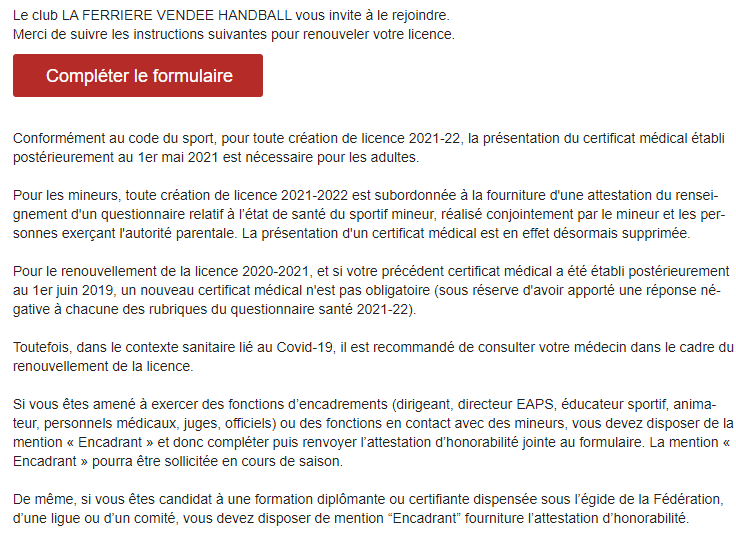 Le club LA FERRIERE VENDEE HANDBALL vous invite à le rejoindre.
Merci de suivre les instructions suivantes pour renouveler votre licence.
Compléter le formulaire
Conformément au code du sport, pour toute création de licence 2021-22, la présentation du certificat médical établi
postérieurement au 1er mai 2021 est nécessaire pour les adultes.
Pour les mineurs, toute création de licence 2021-2022 est subordonnée à la fourniture d'une attestation du rensei-
gnement d'un questionnaire relatif à l'état de santé du sportif mineur, réalisé conjointement par le mineur et les per-
sonnes exerçant l'autorité parentale. La présentation d'un certificat médical est en effet désormais supprimée.
Pour le renouvellement de la licence 2020-2021, et si votre précédent certificat médical a été établi postérieurement
au 1er juin 2019, un nouveau certificat médical n'est pas obligatoire (sous réserve d'avoir apporté une réponse né-
gative à chacune des rubriques du questionnaire santé 2021-22).
Toutefois, dans le contexte sanitaire lié au Covid-19, il est recommandé de consulter votre médecin dans le cadre du
renouvellement de la licence.
Si vous êtes amené à exercer des fonctions d'encadrements (dirigeant, directeur EAPS, éducateur sportif, anima-
teur, personnels médicaux, juges, officiels) ou des fonctions en contact avec des mineurs, vous devez disposer de la
mention « Encadrant » et donc compléter puis renvoyer l'attestation d'honorabilité jointe au formulaire. La mention «
Encadrant » pourra être sollicitée en cours de saison.
De même, si vous êtes candidat à une formation diplômante ou certifiante dispensée sous l'égide de la Fédération,
d'une ligue ou d'un comité, vous devez disposer de mention “Encadrant” fourniture l'attestation d'honorabilité.